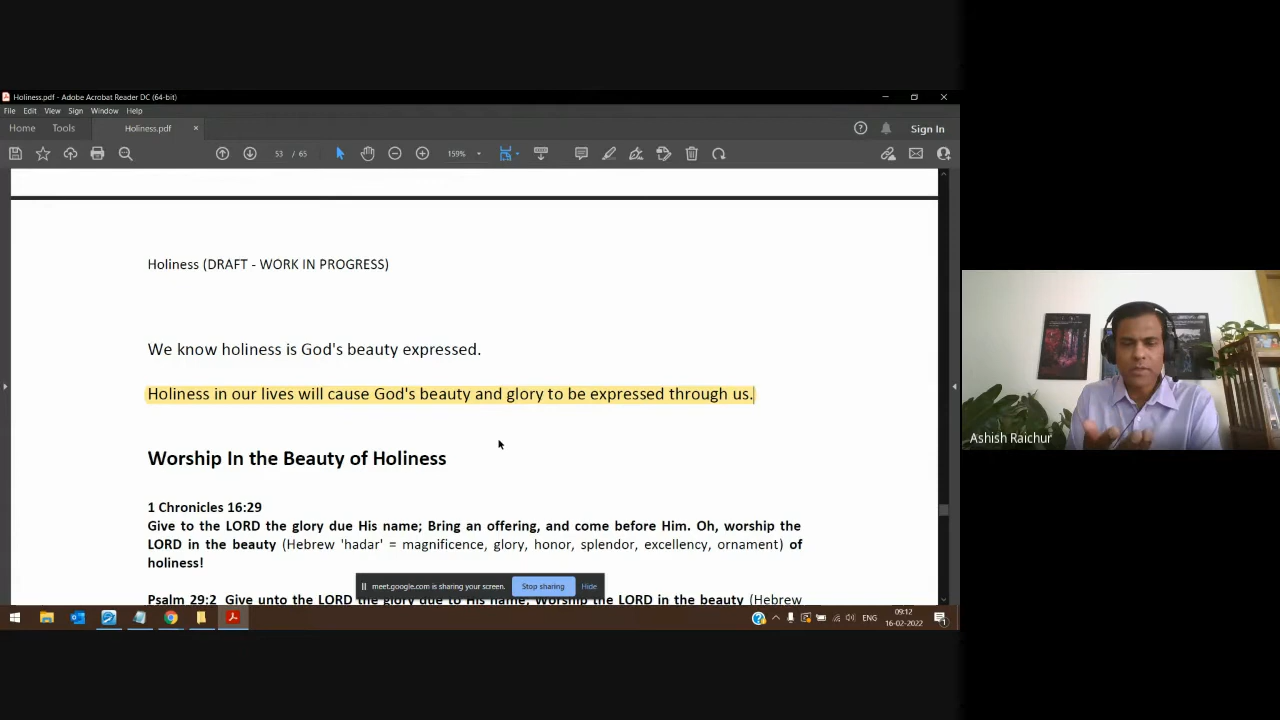 Holiness.pdf - Adobe Acrobat Reader DC (64-bit)
File Edit View Sign Window Help
Home Tools Holiness.pdf × Sign In
53 / 65 159%
Holiness (DRAFT - WORK IN PROGRESS)
We know holiness is God's beauty expressed.
Holiness in our lives will cause God's beauty and glory to be expressed through us.
Worship In the Beauty of Holiness
1 Chronicles 16:29
Give to the LORD the glory due His name; Bring an offering, and come before Him. Oh, worship the
LORD in the beauty (Hebrew 'hadar' = magnificence, glory, honor, splendor, excellency, ornament) of
holiness!
Psalm 29:2 Give unto the LORD the glory due to His name; Worship the LORD in the beauty (Hebrew
meet.google.com is sharing your screen. Stop sharing Hide
ENG
09:12
16-02-2022
Ashish Raichur